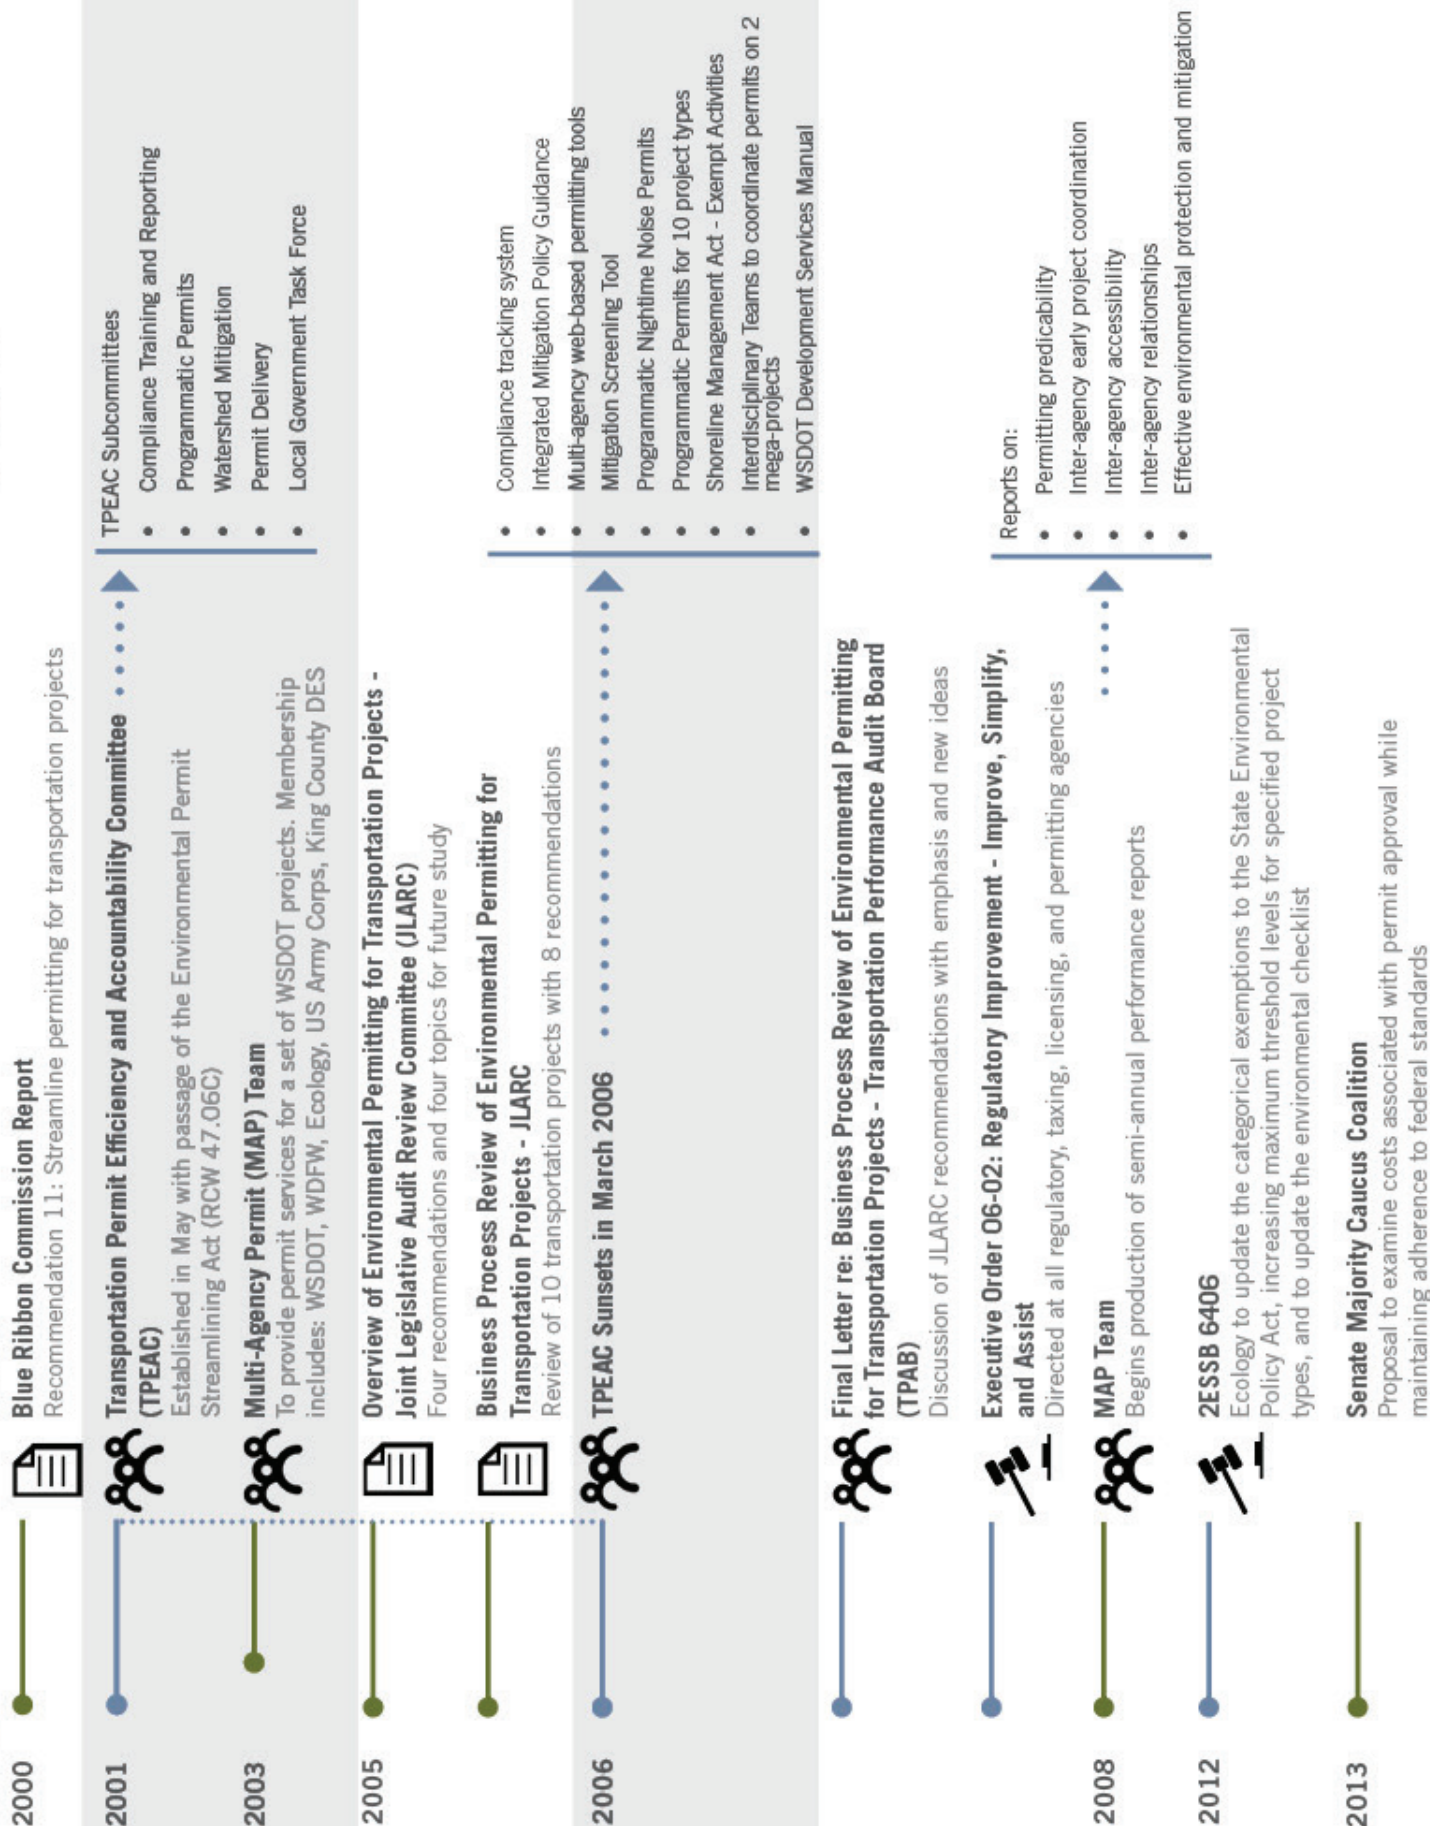 2000
Blue Ribbon Commission Report
Recommendation 11: Streamline permitting for transportation projects
2001
Transportation Permit Efficiency and Accountability Committee
(TPEAC)
Established in May with passage of the Environmental Permit
Streamlining Act (RCW 47.06C)
TPEAC Subcommittees
• Compliance Training and Reporting
• Programmatic Permits
• Watershed Mitigation
• Permit Delivery
• Local Government Task Force
2003
Multi-Agency Permit (MAP) Team
To provide permit services for a set of WSDOT projects. Membership
includes: WSDOT, WDFW, Ecology, US Army Corps, King County DES
2005
Overview of Environmental Permitting for Transportation Projects -
Joint Legislative Audit Review Committee (JLARC)
Four recommendations and four topics for future study
Business Process Review of Environmental Permitting for
Transportation Projects - JLARC
Review of 10 transportation projects with 8 recommendations
2006
TPEAC Sunsets in March 2006
• Compliance tracking system
• Integrated Mitigation Policy Guidance
• Multi-agency web-based permitting tools
• Mitigation Screening Tool
• Programmatic Nightime Noise Permits
• Programmatic Permits for 10 project types
• Shoreline Management Act - Exempt Activities
• Interdisciplinary Teams to coordinate permits on 2
mega-projects
• WSDOT Development Services Manual
Final Letter re: Business Process Review of Environmental Permitting
for Transportation Projects - Transportation Performance Audit Board
(TPAB)
Discussion of JLARC recommendations with emphasis and new ideas
Executive Order 06-02: Regulatory Improvement - Improve, Simplify,
and Assist
Directed at all regulatory, taxing, licensing, and permitting agencies
2008
MAP Team
Begins production of semi-annual performance reports
Reports on:
• Permitting predicability
• Inter-agency early project coordination
• Inter-agency accessibility
• Inter-agency relationships
• Effective environmental protection and mitigation
2012
2ESSB 6406
Ecology to update the categorical exemptions to the State Environmental
Policy Act, increasing maximum threshold levels for specified project
types, and to update the environmental checklist
2013
Senate Majority Caucus Coalition
Proposal to examine costs associated with permit approval while
maintaining adherence to federal standards